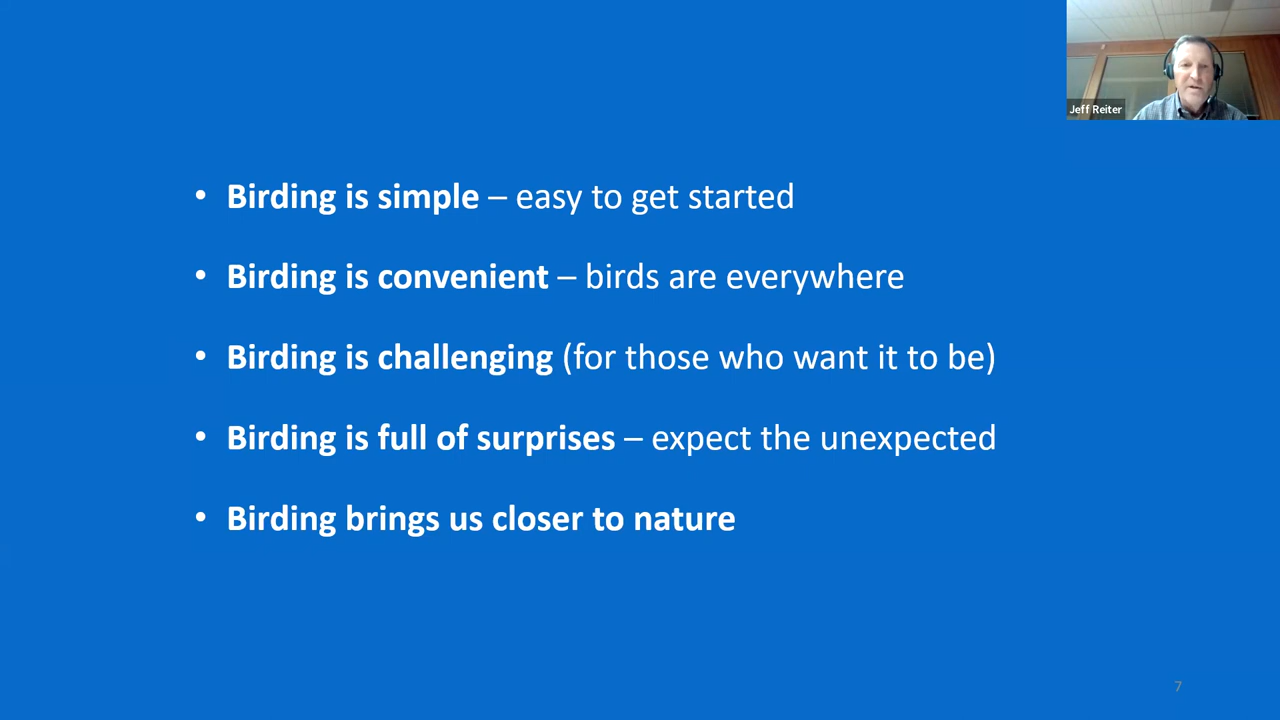 Jeff Reiter
• Birding is simple – easy to get started
• Birding is convenient – birds are everywhere
• Birding is challenging (for those who want it to be)
• Birding is full of surprises – expect the unexpected
• Birding brings us closer to nature
7